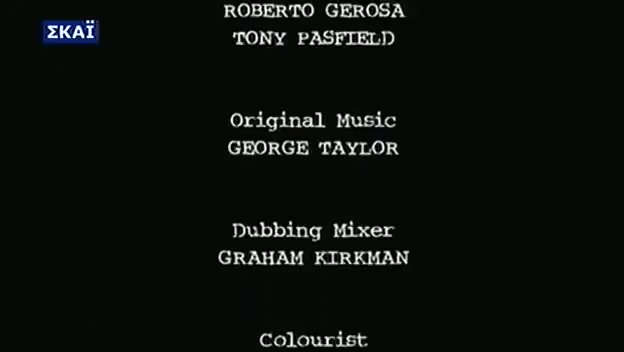 ΣΚΑΪ
ROBERTO GEROSA
TONY PASFIELD
Original Music
GEORGE TAYLOR
Dubbing Mixer
GRAHAM KIRKMAN
Colourist